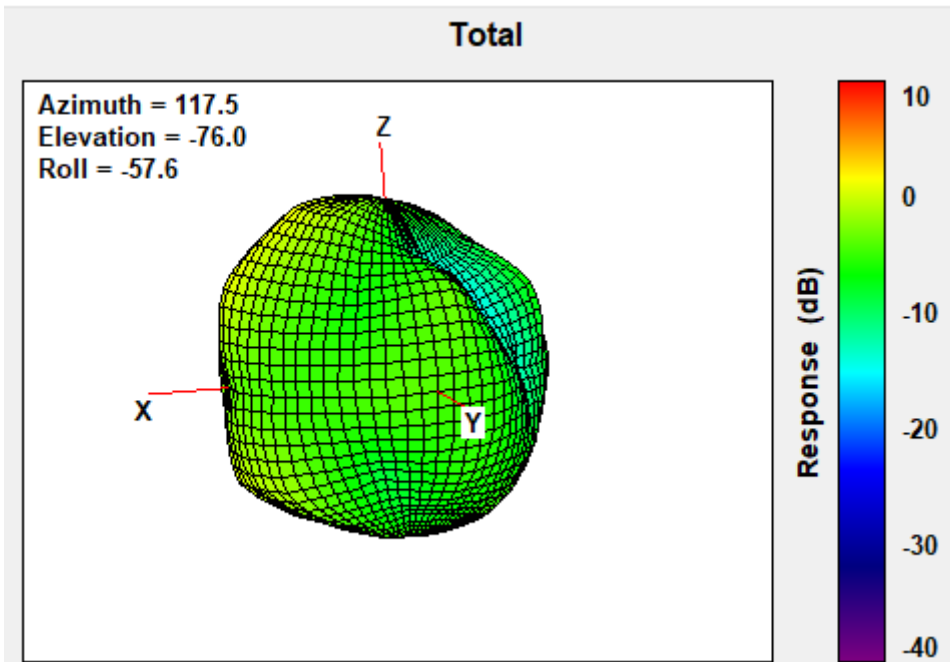 Total
Azimuth = 117.5
Elevation = -76.0
Roll = -57.6
Z
X
Y
Response (dB)
10
0
-10
-20
-30
-40